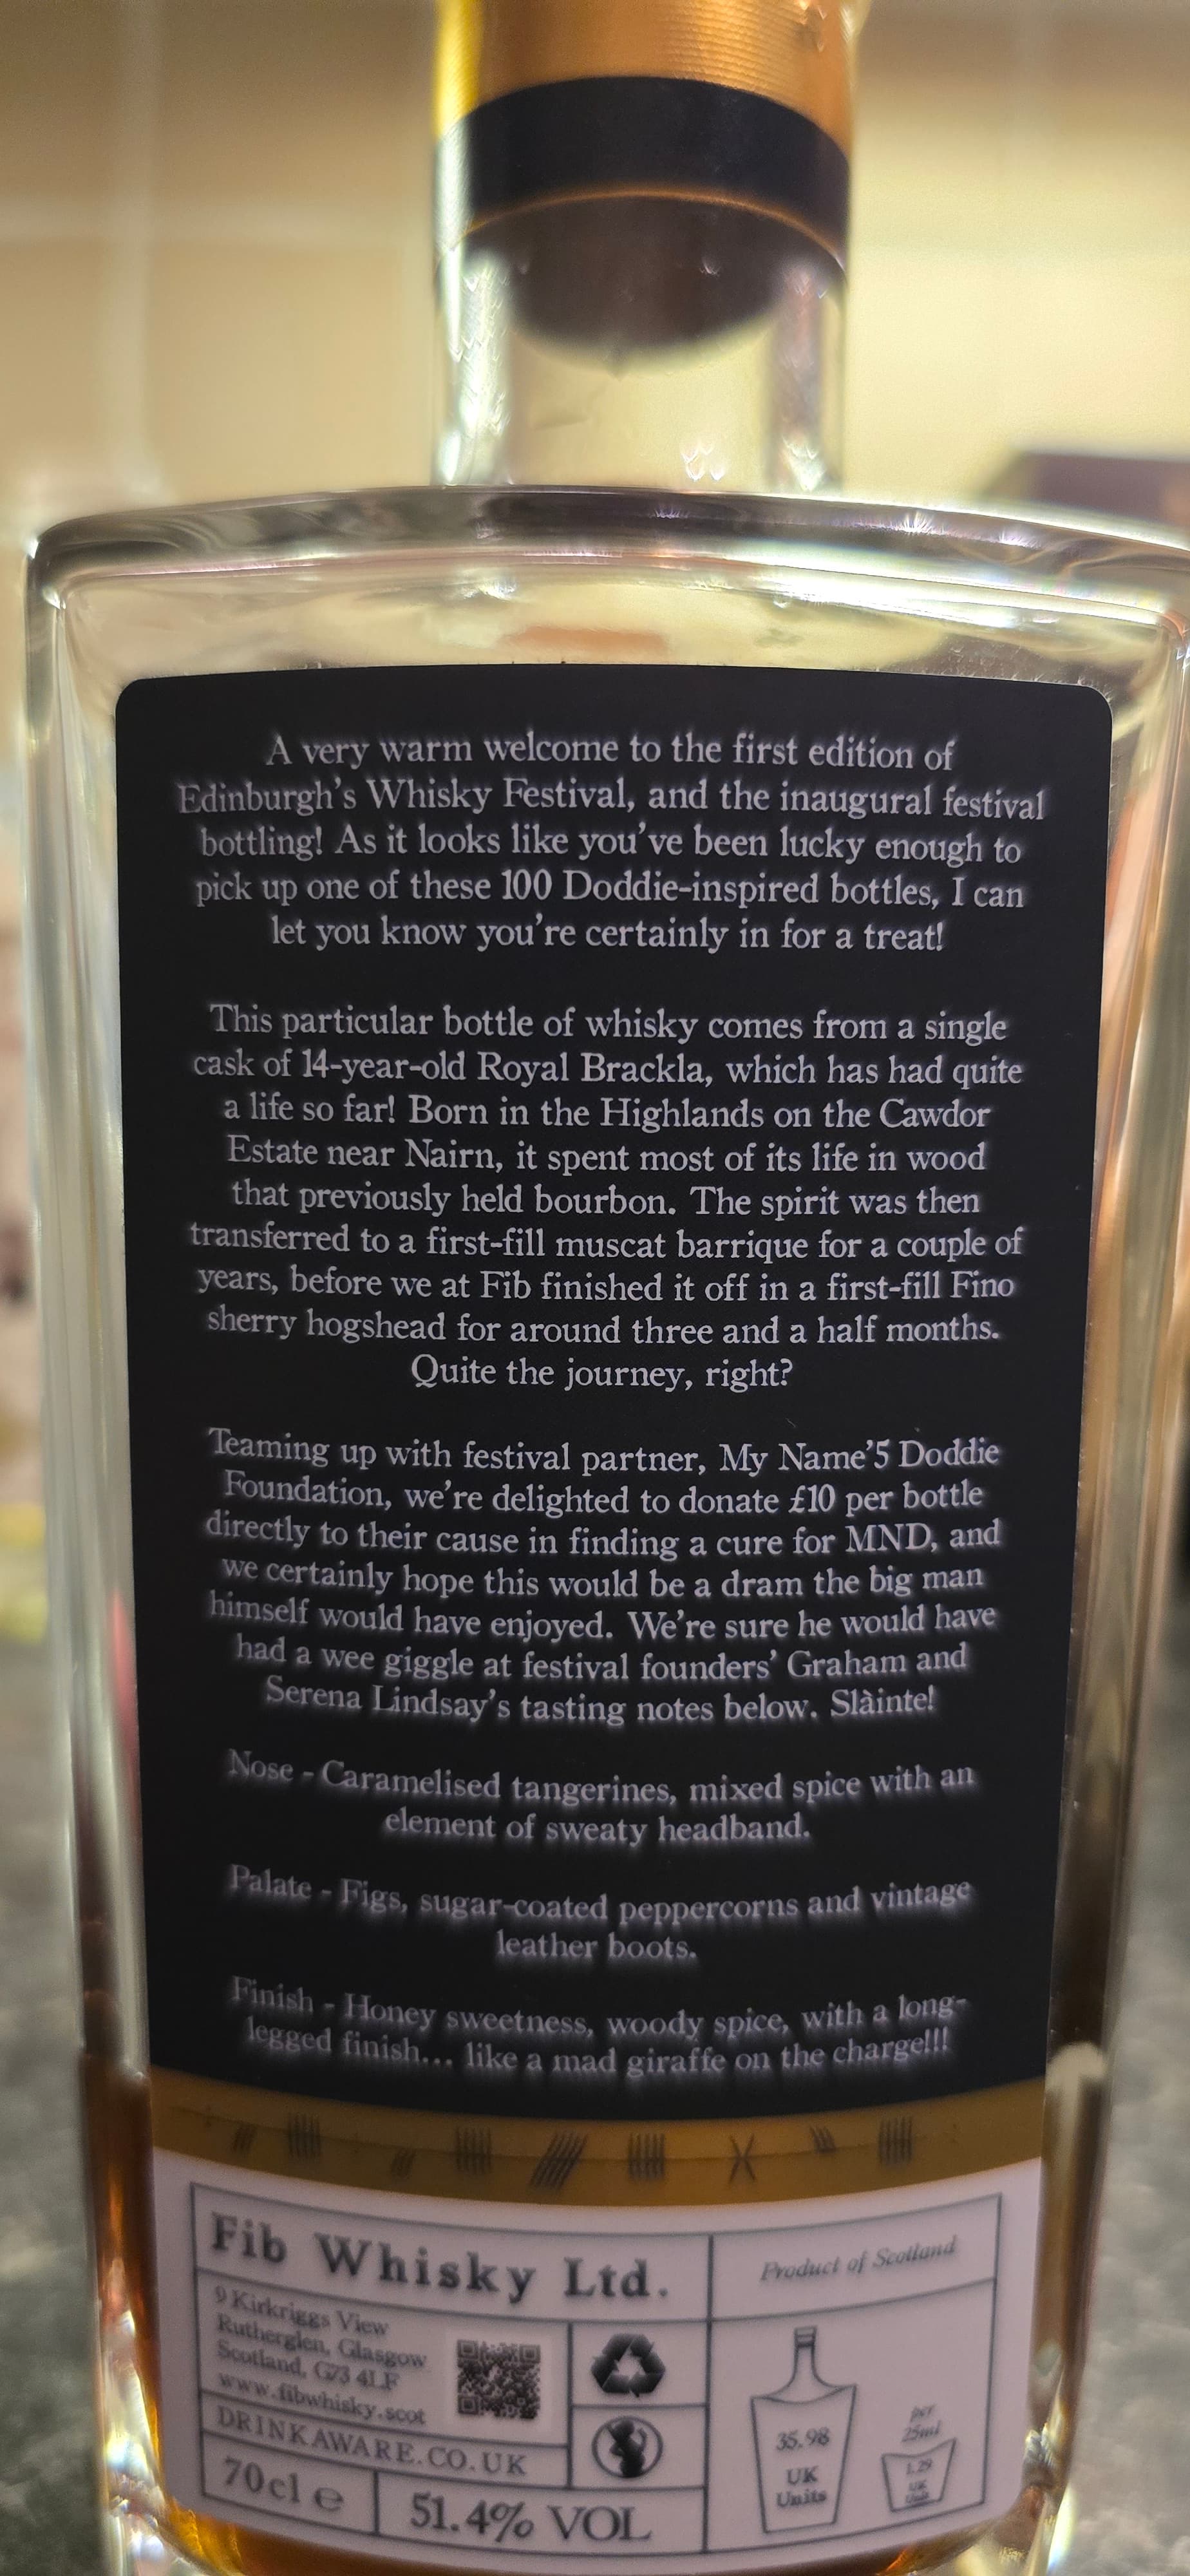 A very warm welcome to the first edition of
Edinburgh's Whisky Festival, and the inaugural festival
bottling! As it looks like you've been lucky enough to
pick up one of these 100 Doddie-inspired bottles, I can
let you know you're certainly in for a treat!
This particular bottle of whisky comes from a single
cask of 14-year-old Royal Brackla, which has had quite
a life so far! Born in the Highlands on the Cawdor
Estate near Nairn, it spent most of its life in wood
that previously held bourbon. The spirit was then
transferred to a first-fill muscat barrique for a couple of
years, before we at Fib finished it off in a first-fill Fino
sherry hogshead for around three and a half months.
Quite the journey, right?
Teaming up with festival partner, My Name'5 Doddie
Foundation, we're delighted to donate £10 per bottle
directly to their cause in finding a cure for MND, and
we certainly hope this would be a dram the big man
himself would have enjoyed. We're sure he would have
had a wee giggle at festival founders' Graham and
Serena Lindsay's tasting notes below. Slàinte!
Nose - Caramelised tangerines, mixed spice with an
element of sweaty headband.
Palate - Figs, sugar-coated peppercorns and vintage
leather boots.
Finish - Honey sweetness, woody spice, with a long-
legged finish... like a mad giraffe on the charge!!!
Fib Whisky Ltd.
9 Kirkriggs View
Rutherglen, Glasgow
Scotland, G73 4LF
www.fibwhisky.scot
DRINKAWARE.CO.UK
70cl e
51.4% VOL
Product of Scotland
35.98
UK
Units
per
25ml
1.29
UK
Units